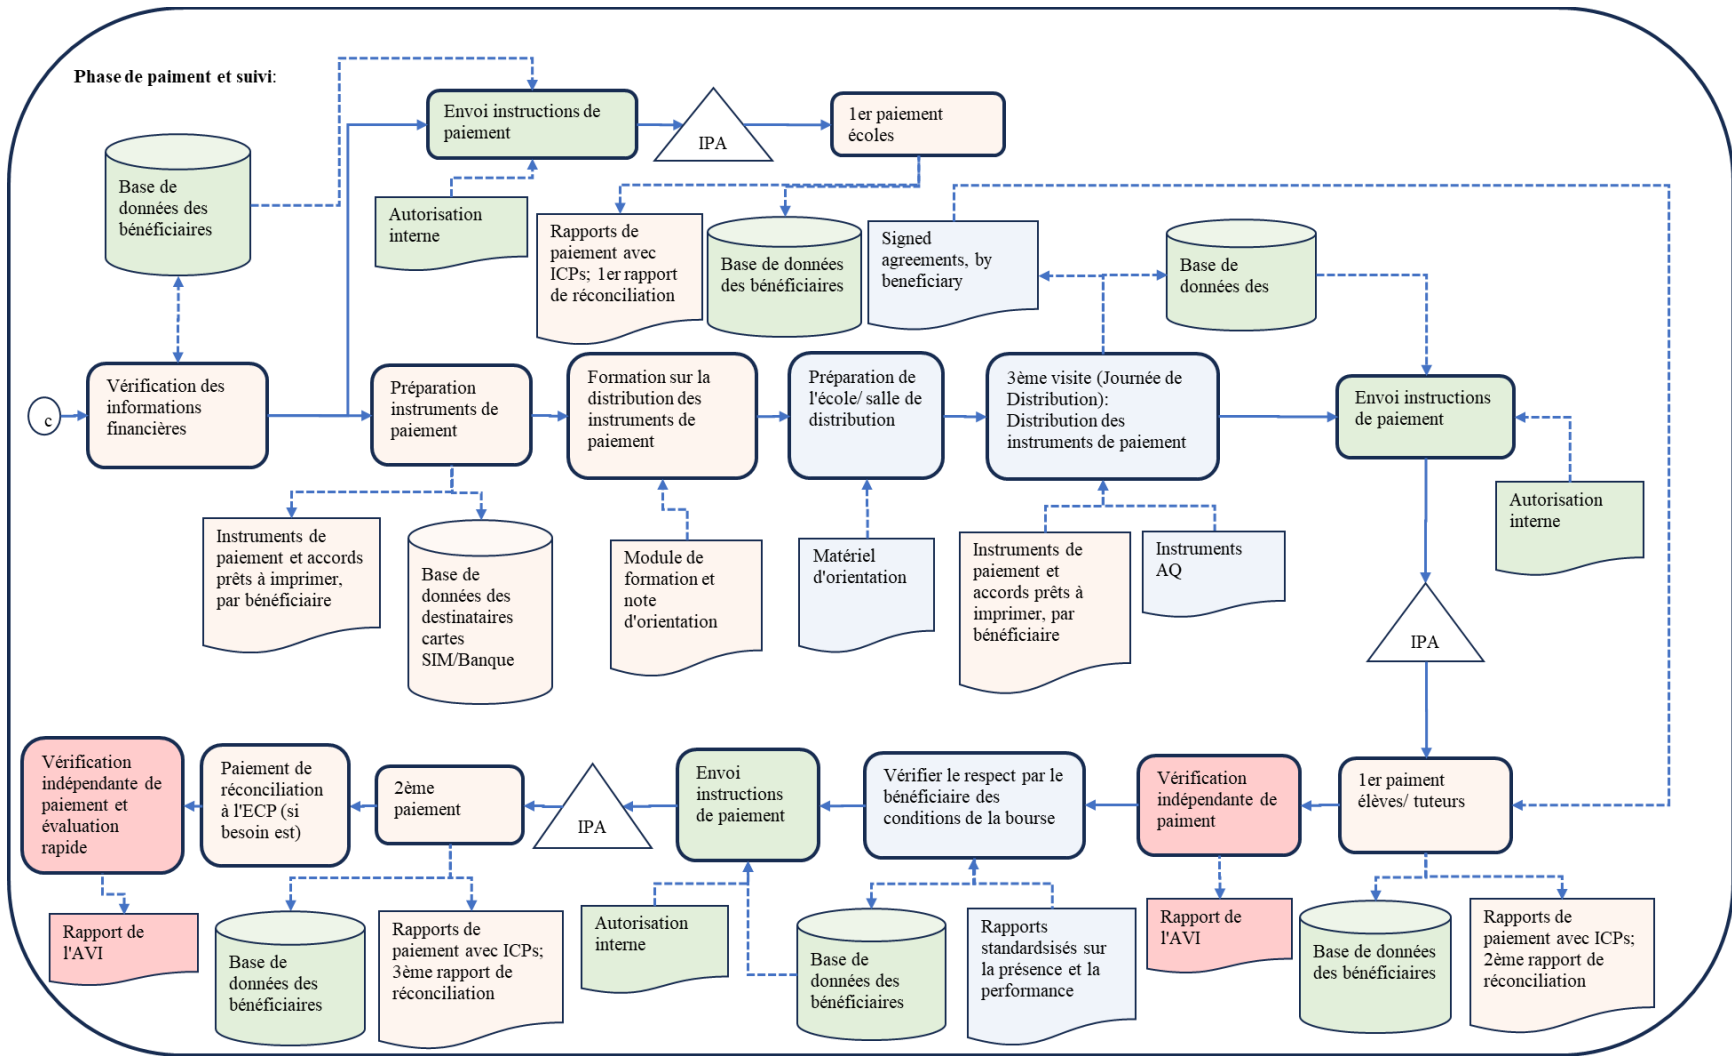 Phase de paiment et suivi:
Envoi instructions de
paiement
IPA
1er paiement
écoles
Base de
données des
bénéficiaires
Autorisation
interne
Rapports de
paiement avec
ICPs; 1er rapport
de réconciliation
Base de données
des bénéficiaires
Signed
agreements, by
beneficiary
Base de
données des
c
Vérification des
informations
financières
Préparation
instruments de
paiement
Formation sur la
distribution des
instruments de
paiement
Préparation de
l'école/ salle de
distribution
3ème visite (Journée de
Distribution):
Distribution des
instruments de paiement
Envoi instructions
de paiement
Instruments de
paiement et accords
prêts à imprimer,
par bénéficiaire
Base de
données des
destinataires
cartes
SIM/Banque
Module de
formation et
note
d'orientation
Matériel
d'orientation
Instruments de
paiement et
accords prêts à
imprimer, par
bénéficiaire
Instruments
AQ
Autorisation
interne
IPA
Vérification
indépendante de
paiement et
évaluation
rapide
Paiement de
réconciliation
à l'ECP (si
besoin est)
2ème
paiement
IPA
Envoi
instructions
de paiement
Vérifier le respect par le
bénéficiaire des
conditions de la bourse
Vérification
indépendante de
paiment
1er paiment
élèves/ tuteurs
Rapport de
l'AVI
Base de
données des
bénéficiaires
Rapports de
paiement avec ICPs;
3ème rapport de
réconciliation
Autorisation
interne
Base de
données des
bénéficiaires
Rapports
standardsisés sur
la présence et la
performance
Rapport de
l'AVI
Base de données
des bénéficiaires
Rapports de
paiement avec ICPs;
2ème rapport de
réconciliation